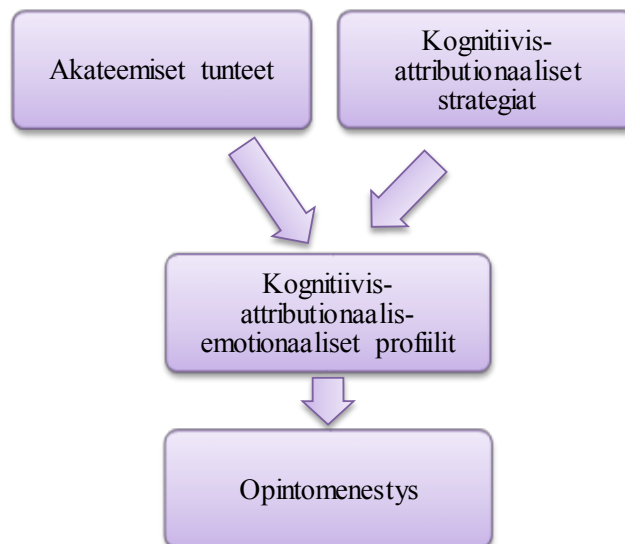 Akateemiset tunteet
Kognitiivis-
attributionaaliset
strategiat
Kognitiivis-
attributionaalis-
emotionaaliset profiilit
Opintomenestys